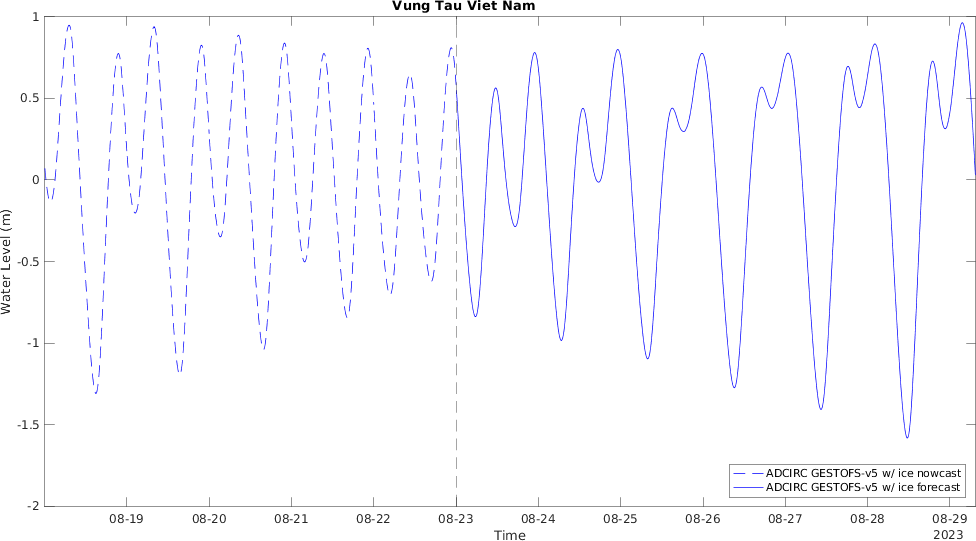 Vung Tau Viet Nam
1
0.5
0
-0.5
-1
-1.5
-2
Water Level (m)
ADCIRC GESTOFS-v5 w/ ice nowcast
ADCIRC GESTOFS-v5 w/ ice forecast
08-19 08-20 08-21 08-22 08-23 08-24 08-25 08-26 08-27 08-28 08-29
Time 2023